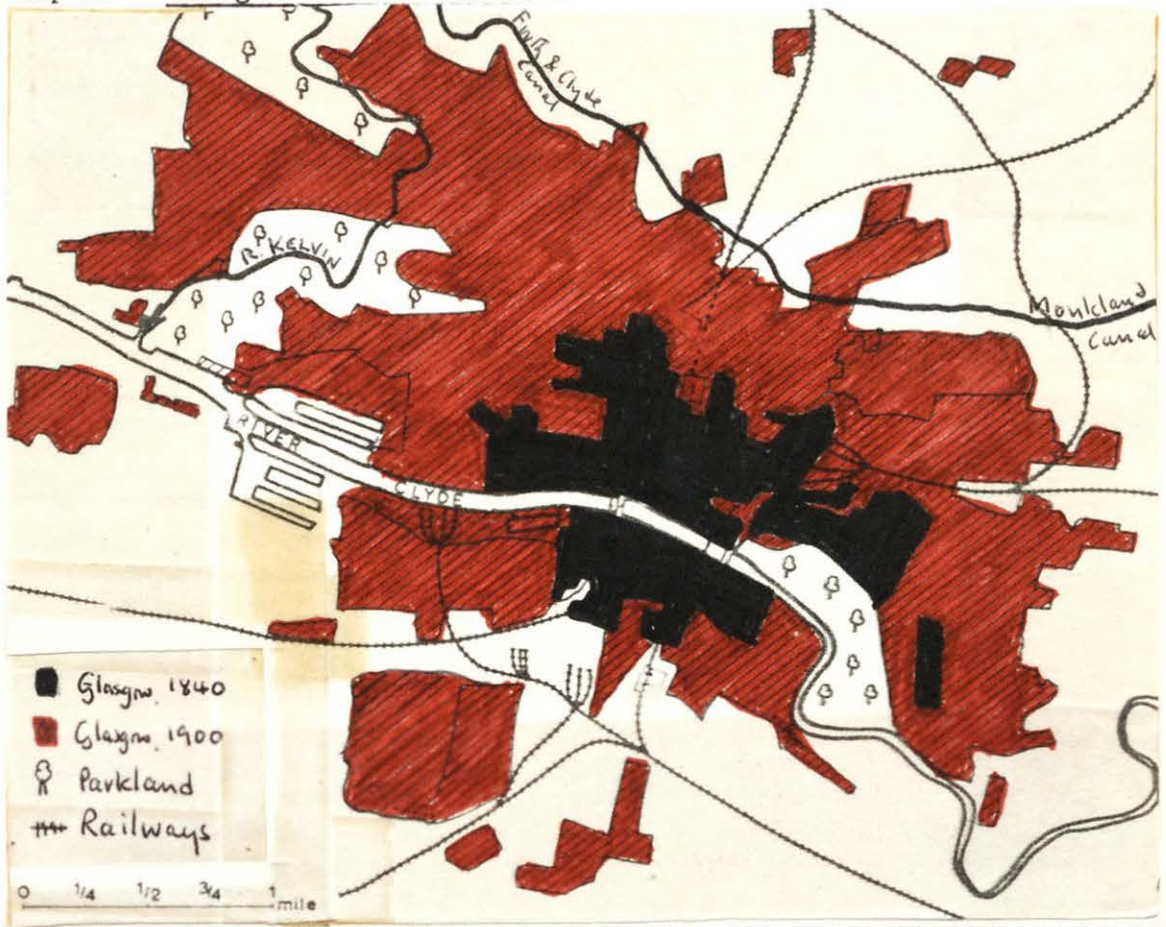 Forth & Clyde
Canal
R. KELVIN
Monkland
Canal
RIVER
CLYDE
Glasgow. 1840
Glasgow. 1900
Parkland
Railways
0 1/4 1/2 3/4 1 mile